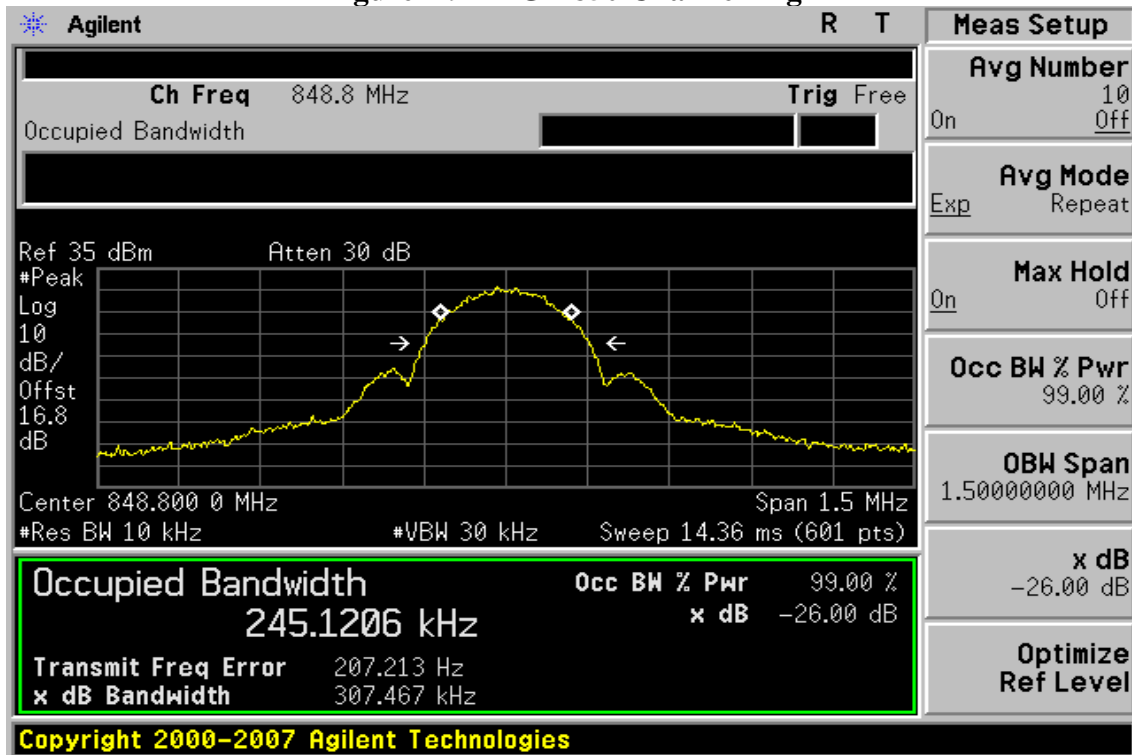 Agilent R T
Ch Freq 848.8 MHz Trig Free
Occupied Bandwidth
Ref 35 dBm Atten 30 dB
#Peak
Log
10
dB/
Offst
16.8
dB
Center 848.800 0 MHz Span 1.5 MHz
#Res BW 10 kHz #VBW 30 kHz Sweep 14.36 ms (601 pts)
Occupied Bandwidth Occ BW % Pwr 99.00 %
245.1206 kHz x dB -26.00 dB
Transmit Freq Error 207.213 Hz
x dB Bandwidth 307.467 kHz
Copyright 2000-2007 Agilent Technologies
Meas Setup
Avg Number
10
On Off
Avg Mode
Exp Repeat
Max Hold
On Off
Occ BW % Pwr
99.00 %
OBW Span
1.50000000 MHz
x dB
-26.00 dB
Optimize
Ref Level